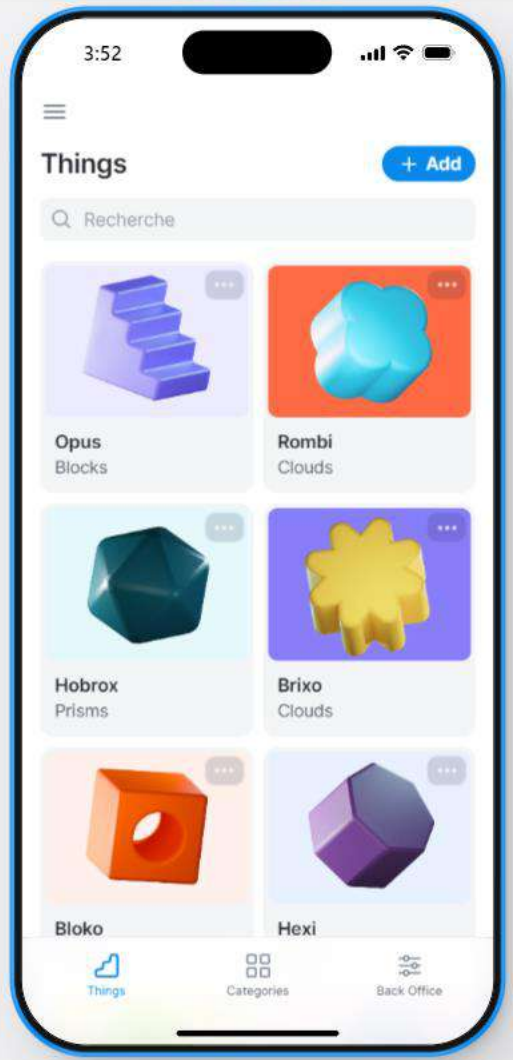 3:52
Things
+ Add
Recherche
Opus
Blocks
Rombi
Clouds
Hobrox
Prisms
Brixo
Clouds
Bloko
Hexi
Things
Categories
Back Office